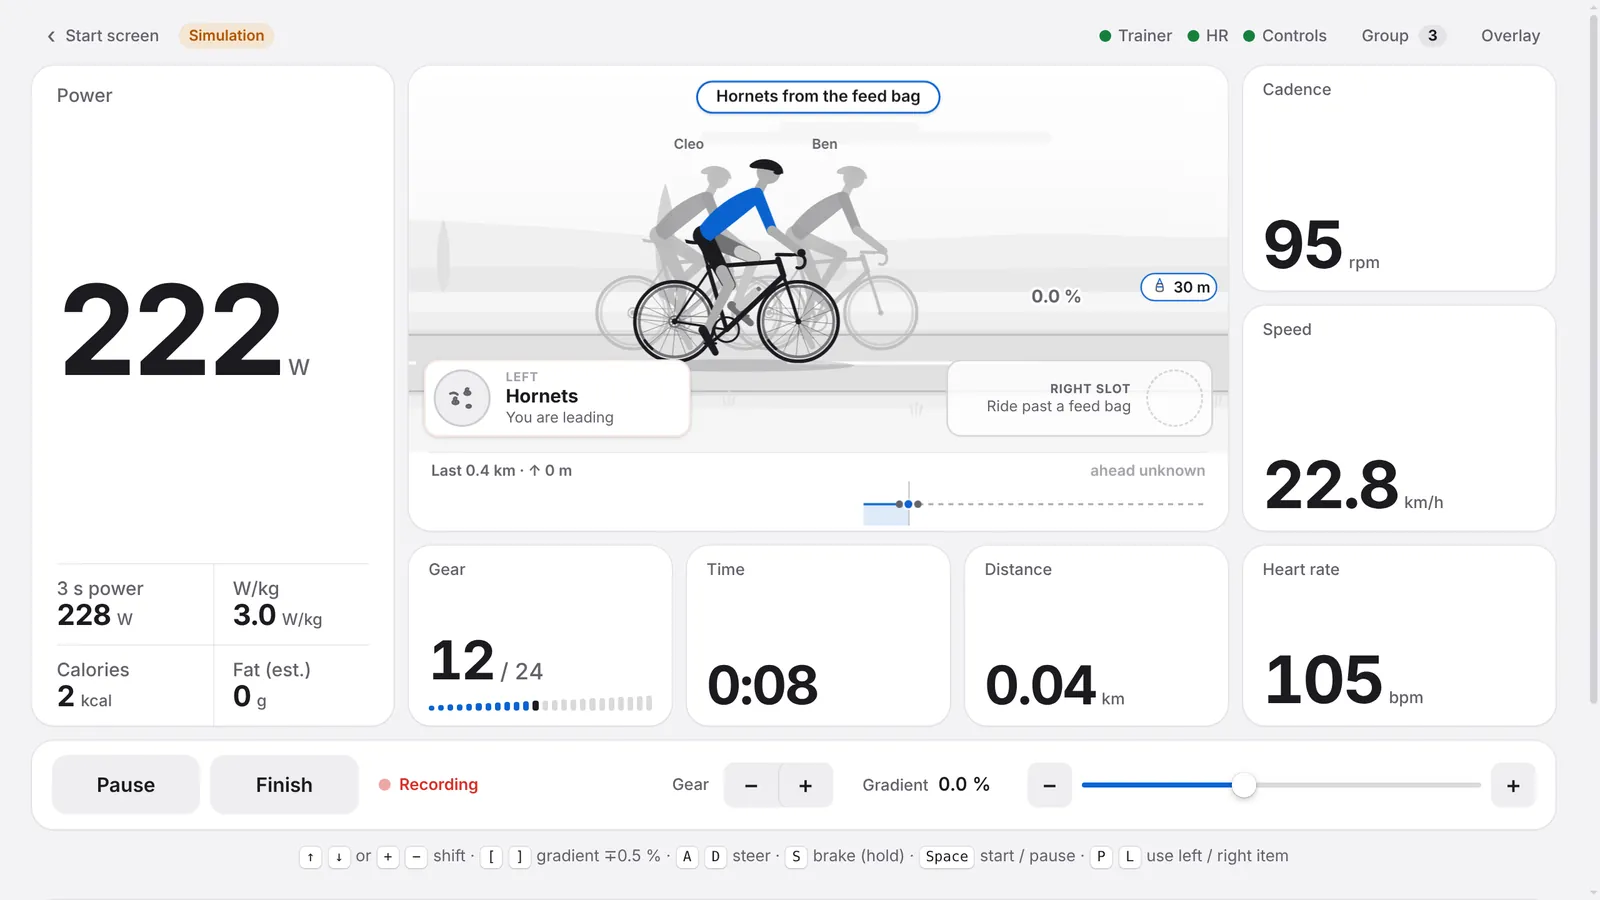 Start screen
Simulation
Trainer
HR
Controls
Group 3
Overlay
Power
222 W
3 s power
228 W
W/kg
3.0 W/kg
Calories
2 kcal
Fat (est.)
0 g
Hornets from the feed bag
Cleo
Ben
0.0 %
30 m
LEFT
Hornets
You are leading
RIGHT SLOT
Ride past a feed bag
Last 0.4 km · ↑ 0 m
ahead unknown
Cadence
95 rpm
Speed
22.8 km/h
Gear
12 / 24
Time
0:08
Distance
0.04 km
Heart rate
105 bpm
Pause
Finish
Recording
Gear
− +
Gradient 0.0 %
− +
↑ ↓ or + − shift · [ ] gradient ∓0.5 % · A D steer · S brake (hold) · Space start / pause · P L use left / right item